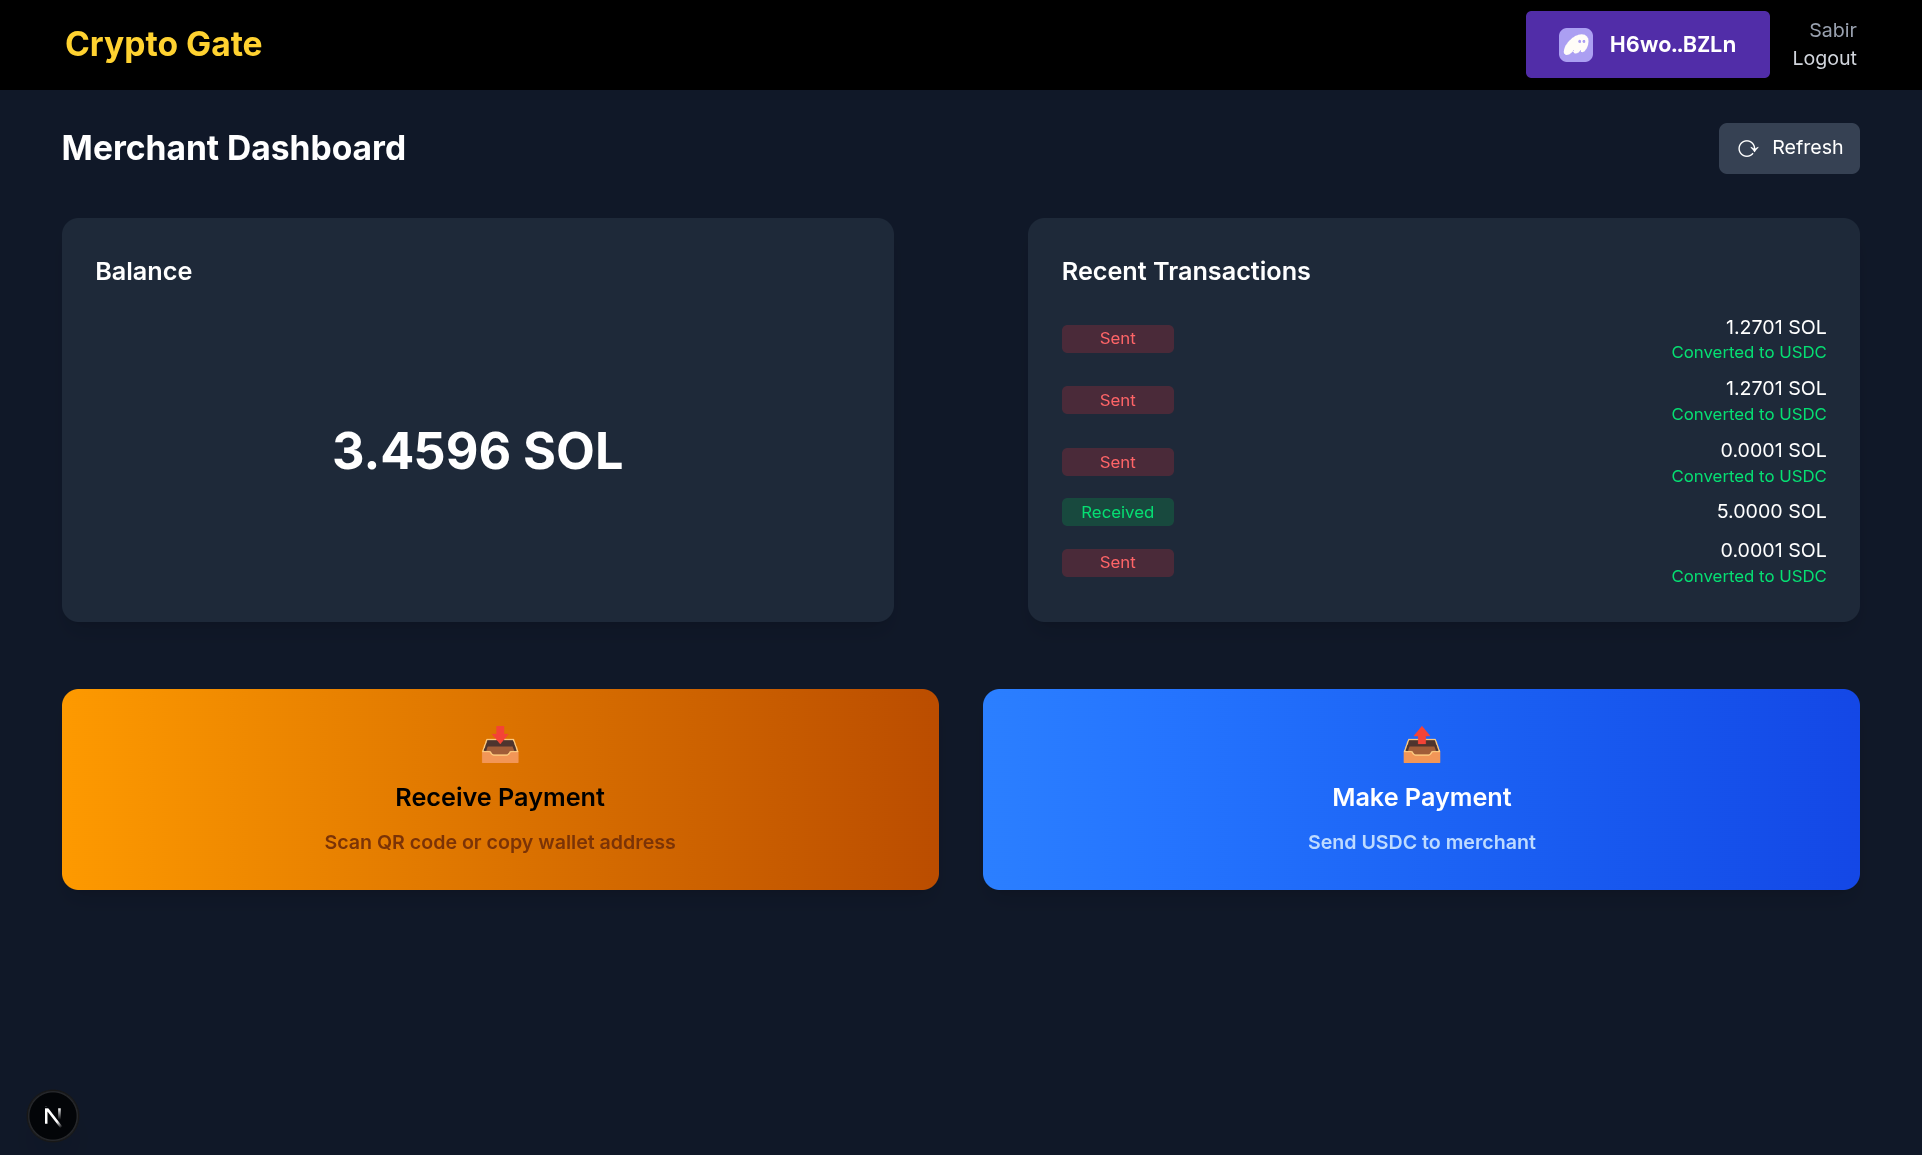 Crypto Gate
H6wo..BZLn
Sabir
Logout
Merchant Dashboard
Refresh
Balance
3.4596 SOL
Recent Transactions
Sent
1.2701 SOL
Converted to USDC
Sent
1.2701 SOL
Converted to USDC
Sent
0.0001 SOL
Converted to USDC
Received
5.0000 SOL
Sent
0.0001 SOL
Converted to USDC
Receive Payment
Scan QR code or copy wallet address
Make Payment
Send USDC to merchant
N